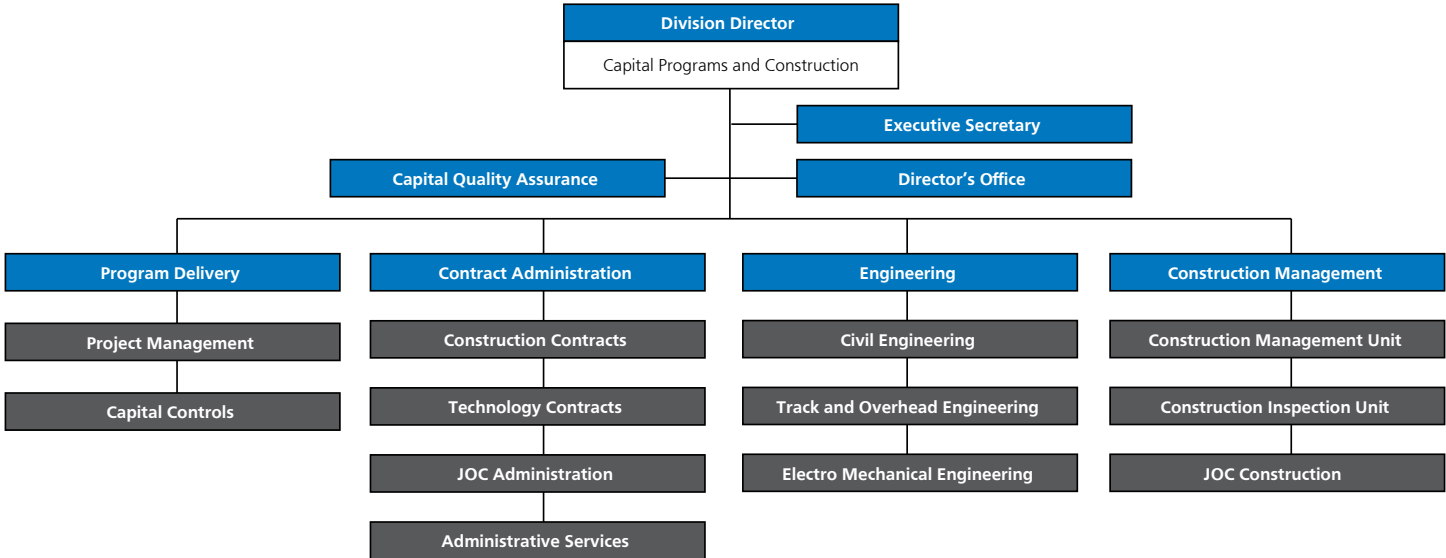 Division Director
Capital Programs and Construction
Executive Secretary
Capital Quality Assurance
Director’s Office
Program Delivery
Project Management
Capital Controls
Contract Administration
Construction Contracts
Technology Contracts
JOC Administration
Administrative Services
Engineering
Civil Engineering
Track and Overhead Engineering
Electro Mechanical Engineering
Construction Management
Construction Management Unit
Construction Inspection Unit
JOC Construction